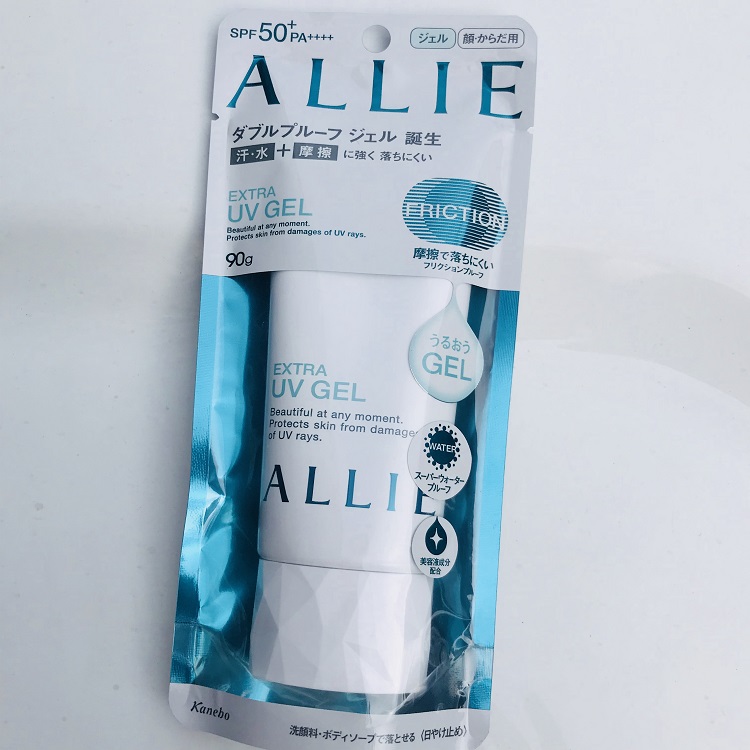 SPF50+PA++++
ジェル
顔・からだ用
ALLIE
ダブルプルーフ ジェル 誕生
汗・水 + 摩擦 に強く 落ちにくい
EXTRA
UV GEL
Beautiful at any moment.
Protects skin from damages of UV rays.
90g
FRICTION
摩擦で落ちにくい
フリクションプルーフ
うるおう
GEL
EXTRA
UV GEL
Beautiful at any moment.
Protects skin from damages
of UV rays.
WATER
スーパーウォーター
プルーフ
ALLIE
美容液成分
配合
Kanebo
洗顔料・ボディソープで落とせる 〈日やけ止め〉